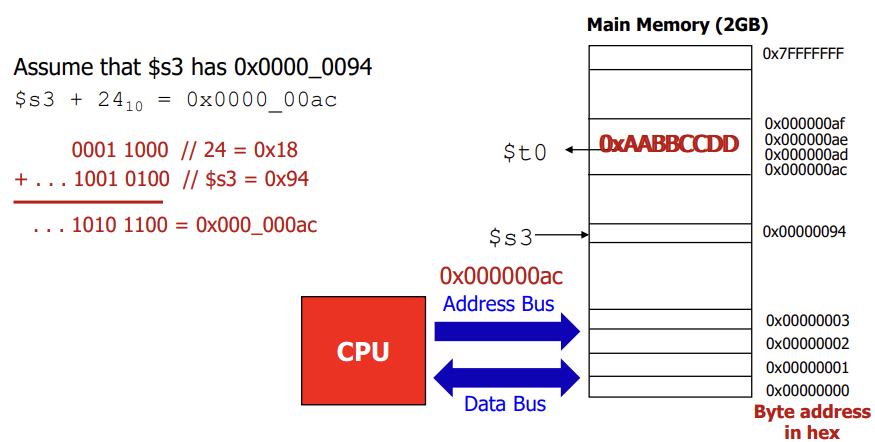 Main Memory (2GB)
Assume that $s3 has 0x0000_0094
$s3 + 24₁₀ = 0x0000_00ac
0001 1000 // 24 = 0x18
+ . . . 1001 0100 // $s3 = 0x94
. . . 1010 1100 = 0x000_000ac
0x7FFFFFFF
$t0
0xAABBCCDD
0x000000af
0x000000ae
0x000000ad
0x000000ac
$s3
0x00000094
0x000000ac
Address Bus
CPU
Data Bus
0x00000003
0x00000002
0x00000001
0x00000000
Byte address
in hex